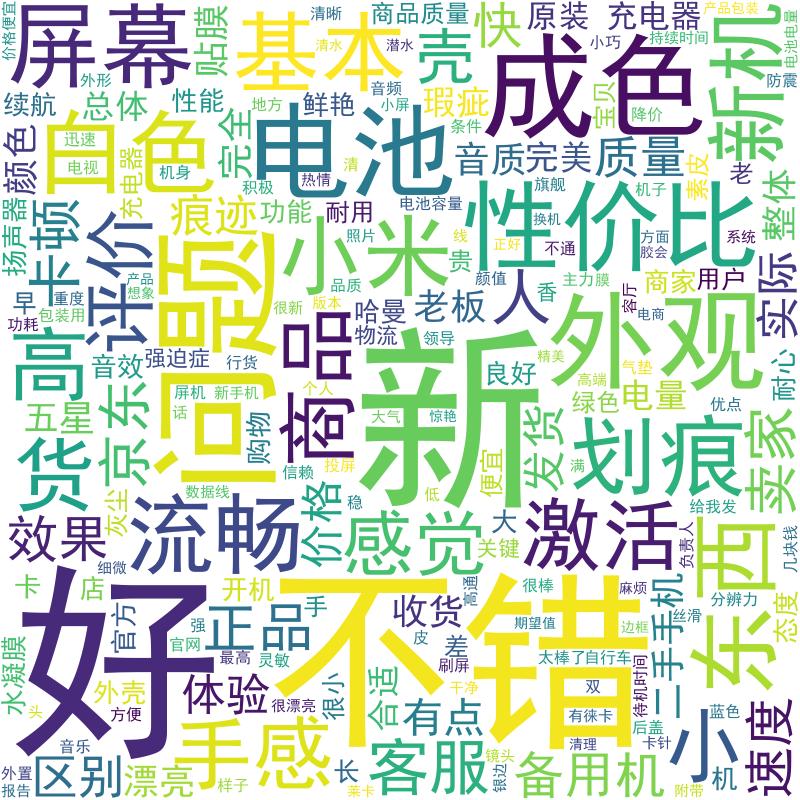 价格便宜
屏幕
贴膜
清晰
基本
清水
潜水
商品质量
壳
快
原装
充电器
产品包装
小巧
持续时间
电池电量
新机
成色
外形
续航
总体
性能
音频
小屏
鲜艳
瑕疵
宝贝
降价
防震
颜色
白色
迅速
电视
机身
完全
地方
电池
条件
音质
完美
质量
素皮
老
整体
充电器
积极
清
热情
旗舰
扬声器
卡顿
评价
痕迹
功能
耐用
电池容量
换机
机子
性价比
问题
小米
照片
线
正好
不通
方面
胶会
系统
实际
早
重度
产品
想象
功耗
包装用
很新
版本
品质
贵
颜值
香
主力膜
客厅
商家
用户
哈曼
老板
人
电商
外观
高
音效
强迫症
行货
物流
领导
商品
新
良好
精美
高端
气垫
绿色
电量
优点
耐心
五星
京东
屏机
新手机
话
购物
个人
大气
惊艳
信赖
投屏
满
发货
便宜
划痕
卖家
货
灰尘
数据线
流畅
价格
稳
低
感觉
大
关键
激活
给我发
负责人
几块钱
效果
细微
卡
店
开机
好
官方
官网
强
正品
手
最高
灵敏
不错
收货
皮
差
刷屏
高通
很棒
期望值
麻烦
边框
太棒了
自行车
二手手机
丝滑
分辨力
东西
态度
水凝膜
头
外壳
方便
体验
很漂亮
很小
合适
有点
干净
双
有徕卡
待机时间
后盖
蓝色
音乐
手感
客服
镜头
银边
清理
卡针
小
速度
外置
报告
区别
漂亮
样子
长
莱卡
备用机
附带
机